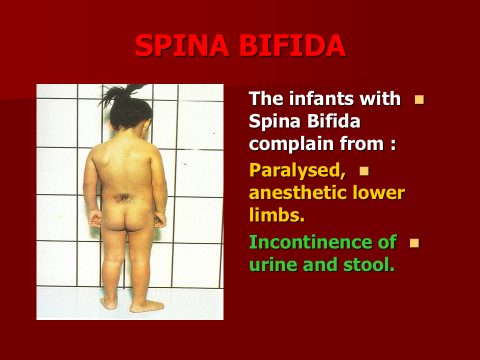 SPINA BIFIDA
The infants with
Spina Bifida
complain from :
Paralysed,
anesthetic lower
limbs.
Incontinence of
urine and stool.